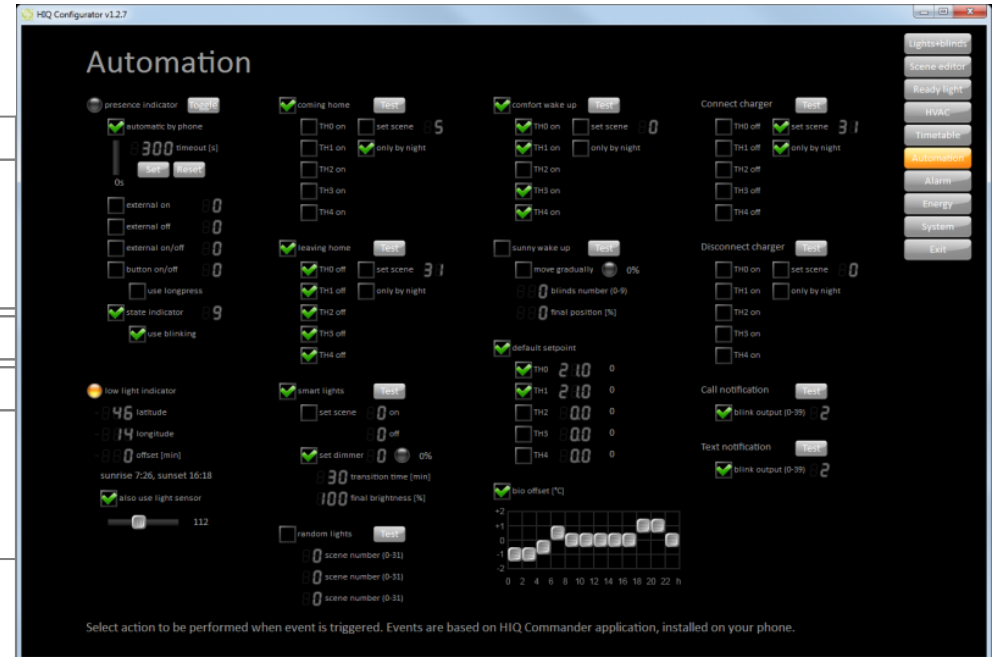 HIQ Configurator v1.2.7
Automation
presence indicator Toggle
automatic by phone
300 timeout [s]
Set Reset
0s
external on 0
external off 0
external on/off 0
button on/off 0
use longpress
state indicator 9
use blinking
low light indicator
46 latitude
14 longitude
0 offset [min]
sunrise 7:26, sunset 16:18
also use light sensor
112
coming home Test
TH0 on set scene 5
TH1 on only by night
TH2 on
TH3 on
TH4 on
leaving home Test
TH0 off set scene 31
TH1 off only by night
TH2 off
TH3 off
TH4 off
smart lights Test
set scene 0 on
0 off
set dimmer 0 0%
30 transition time [min]
100 final brightness [%]
random lights Test
0 scene number (0-31)
0 scene number (0-31)
0 scene number (0-31)
comfort wake up Test
TH0 on set scene 0
TH1 on only by night
TH2 on
TH3 on
TH4 on
sunny wake up Test
move gradually 0%
0 blinds number (0-9)
0 final position [%]
default setpoint
TH0 21.0 0
TH1 21.0 0
TH2 0.0 0
TH3 0.0 0
TH4 0.0 0
bio offset [°C]
+2
+1
0
-1
-2
0 2 4 6 8 10 12 14 16 18 20 22 h
Connect charger Test
TH0 off set scene 31
TH1 off only by night
TH2 off
TH3 off
TH4 off
Disconnect charger Test
TH0 on set scene 0
TH1 on only by night
TH2 on
TH3 on
TH4 on
Call notification Test
blink output (0-39) 2
Text notification Test
blink output (0-39) 2
Lights+blinds
Scene editor
Ready light
HVAC
Timetable
Automation
Alarm
Energy
System
Exit
Select action to be performed when event is triggered. Events are based on HIQ Commander application, installed on your phone.